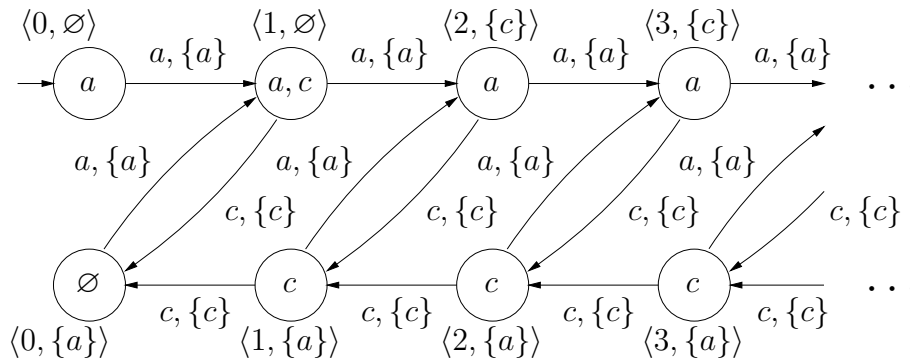 ⟨0, ∅⟩ ⟨1, ∅⟩ ⟨2, {c}⟩ ⟨3, {c}⟩
a, {a} a, {a} a, {a} a, {a}
a a, c a a . .
a, {a} a, {a} a, {a} a, {a}
c, {c} c, {c} c, {c} c, {c}
∅ c c c . .
c, {c} c, {c} c, {c} c, {c}
⟨0, {a}⟩ ⟨1, {a}⟩ ⟨2, {a}⟩ ⟨3, {a}⟩